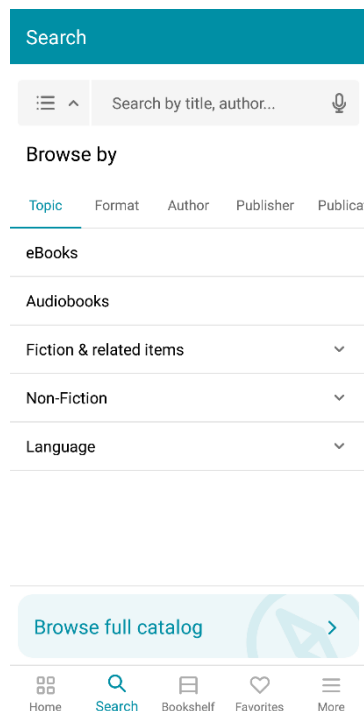 Search
Search by title, author...
Browse by
Topic Format Author Publisher Publica
eBooks
Audiobooks
Fiction & related items
Non-Fiction
Language
Browse full catalog
Home Search Bookshelf Favorites More